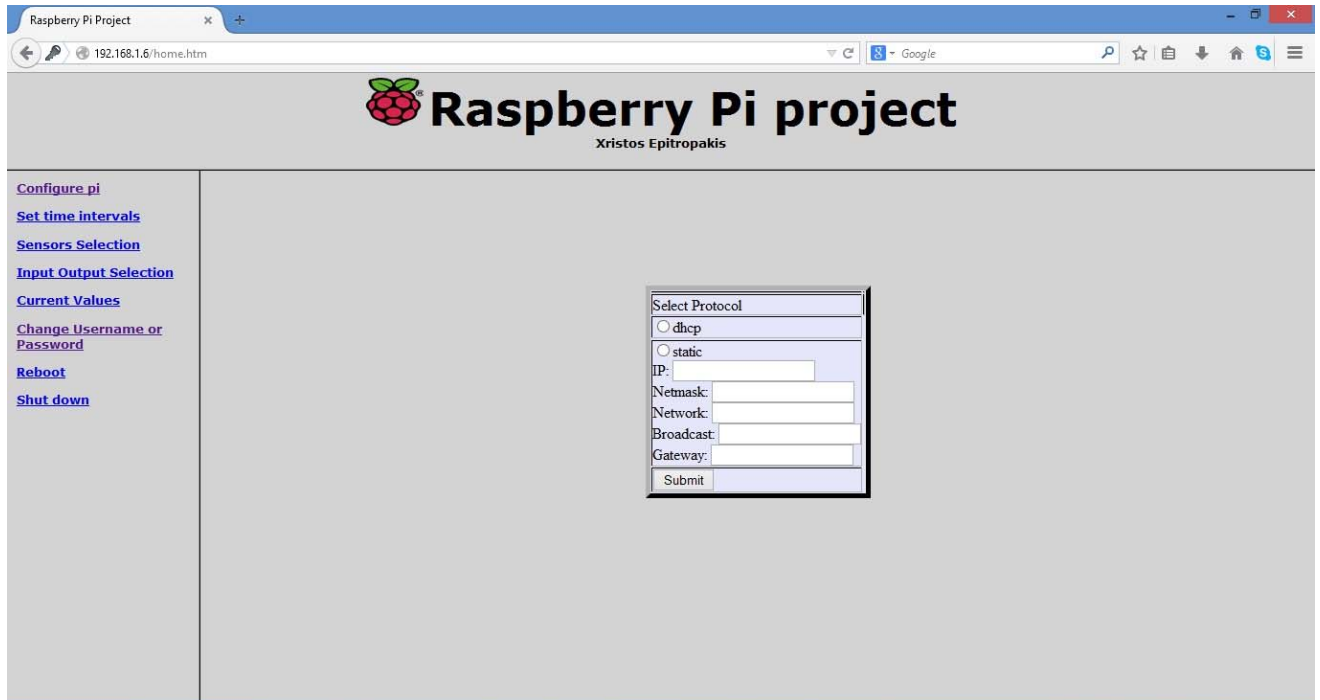 Raspberry Pi Project
192.168.1.6/home.htm
Google
Raspberry Pi project
Xristos Epitropakis
Configure pi
Set time intervals
Sensors Selection
Input Output Selection
Current Values
Change Username or
Password
Reboot
Shut down
Select Protocol
dhcp
static
IP:
Netmask:
Network:
Broadcast:
Gateway:
Submit